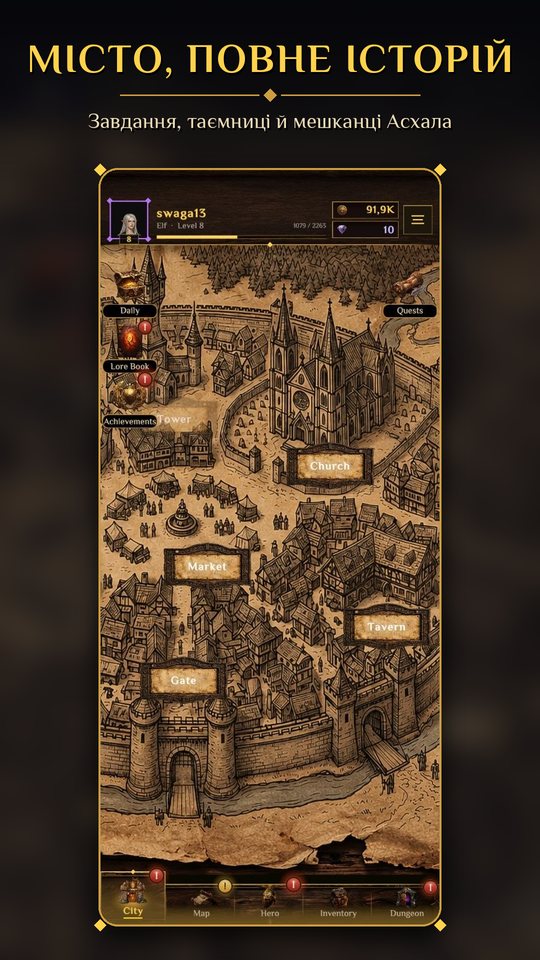 МІСТО, ПОВНЕ ІСТОРІЙ
Завдання, таємниці й мешканці Асхала
swaga13
Elf · Level 8
1079 / 2263
91,9K
10
8
Daily
Quests
!
Lore Book
!
Achievements
Tower
Church
Market
Tavern
Gate
!
!
!
!
City
Map
Hero
Inventory
Dungeon